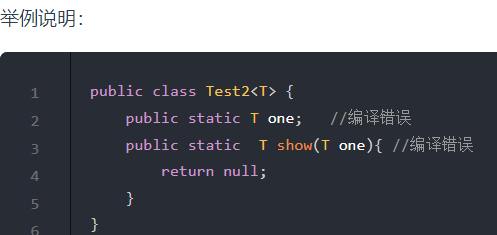 举例说明：
1 public class Test2<T> {
2 public static T one; //编译错误
3 public static T show(T one){ //编译错误
4 return null;
5 }
6 }